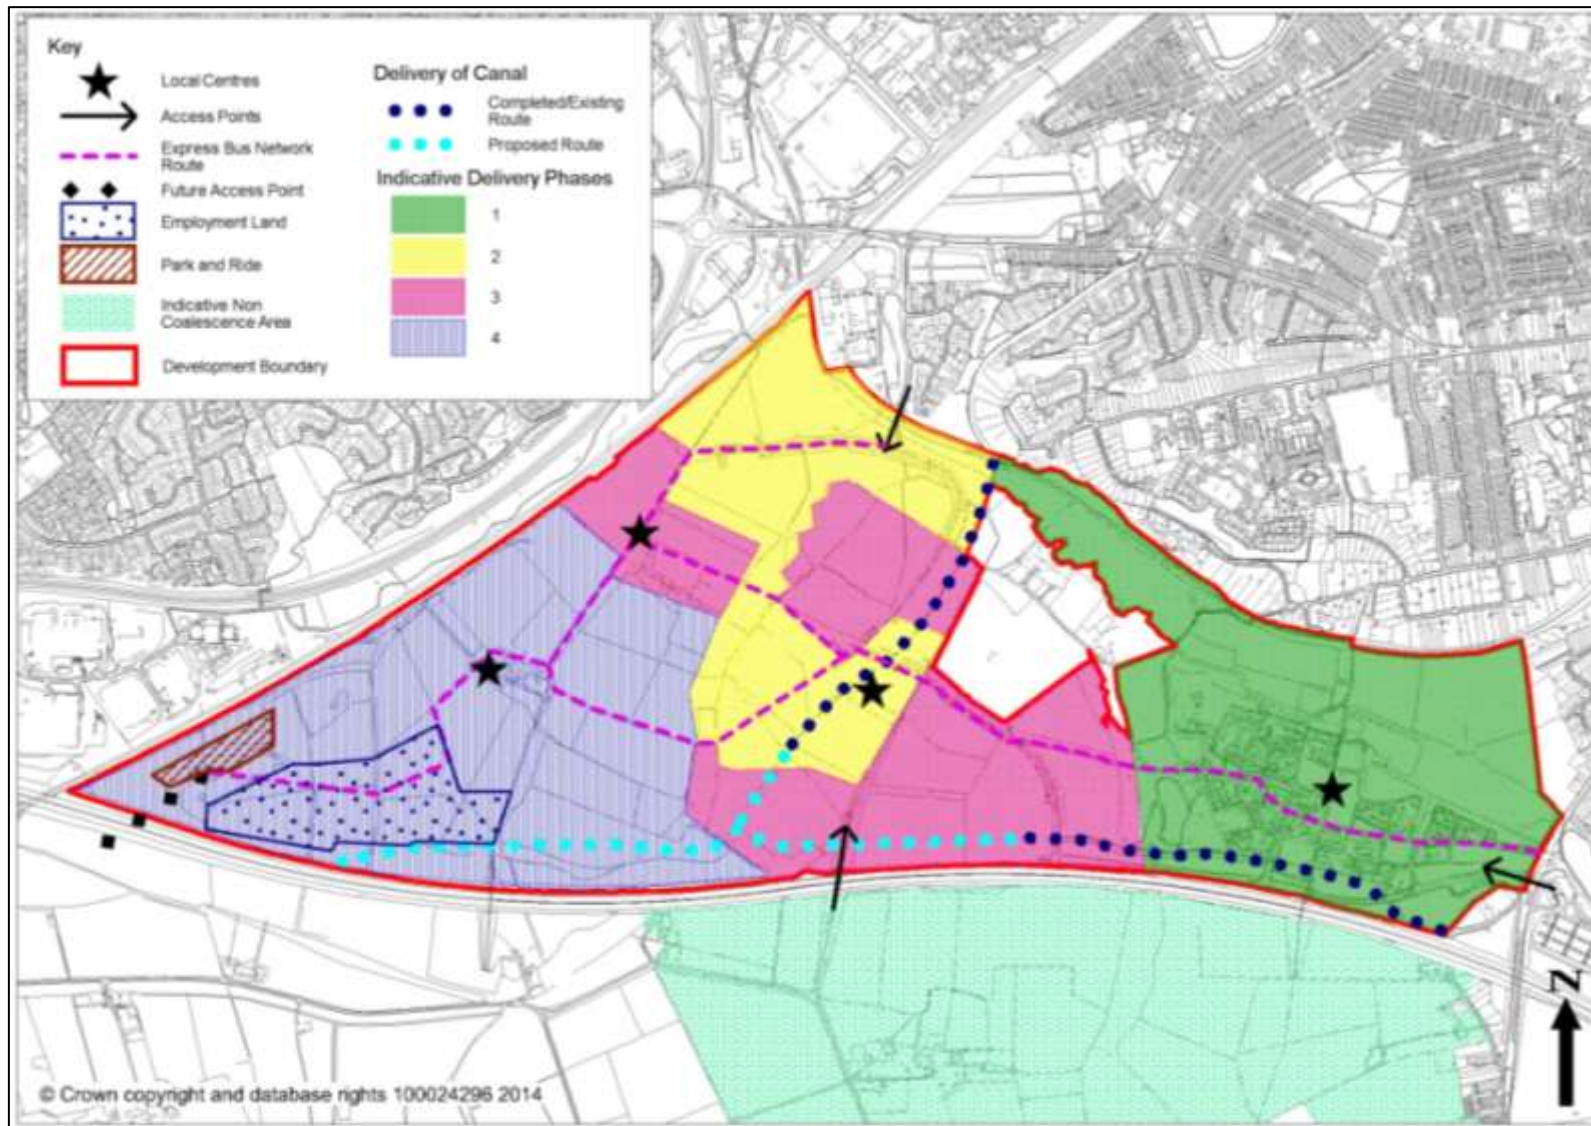 Key
Local Centres
Access Points
Express Bus Network
Route
Future Access Point
Employment Land
Park and Ride
Indicative Non
Coalescence Area
Development Boundary
Delivery of Canal
Completed/Existing
Route
Proposed Route
Indicative Delivery Phases
1
2
3
4
N
© Crown copyright and database rights 100024296 2014